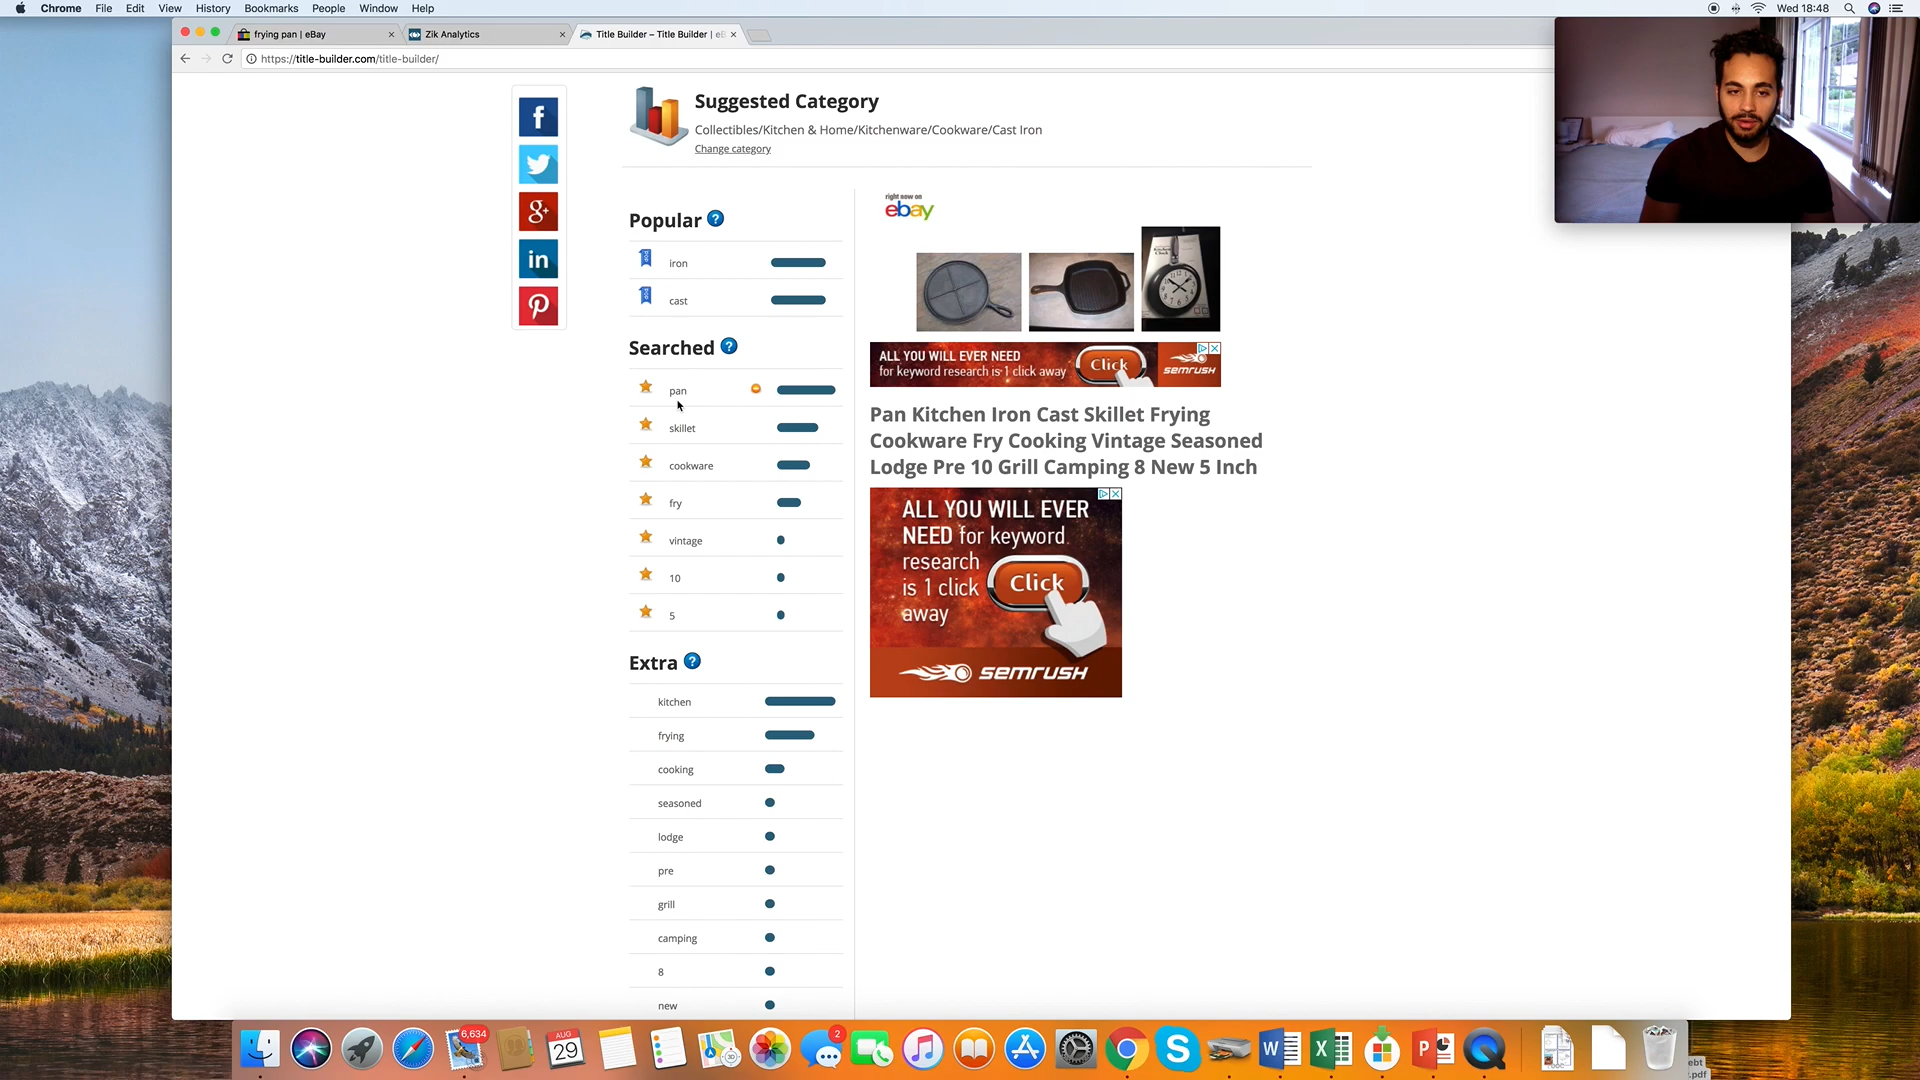 Chrome File Edit View History Bookmarks People Window Help
Wed 18:48
frying pan | eBay
Zik Analytics
Title Builder – Title Builder | eB
https://title-builder.com/title-builder/
Suggested Category
Collectibles/Kitchen & Home/Kitchenware/Cookware/Cast Iron
Change category
f
g+
in
Popular ?
iron
cast
Searched ?
pan
skillet
cookware
fry
vintage
10
5
Extra ?
kitchen
frying
cooking
seasoned
lodge
pre
grill
camping
8
new
right now on
ebay
ALL YOU WILL EVER NEED
for keyword research is 1 click away
Click
SEMRUSH
Pan Kitchen Iron Cast Skillet Frying
Cookware Fry Cooking Vintage Seasoned
Lodge Pre 10 Grill Camping 8 New 5 Inch
ALL YOU WILL EVER
NEED for keyword
research
is 1 click
away
Click
SEMRUSH
6,634
AUG
29
2
W
X
P
S
ebt
.pdf